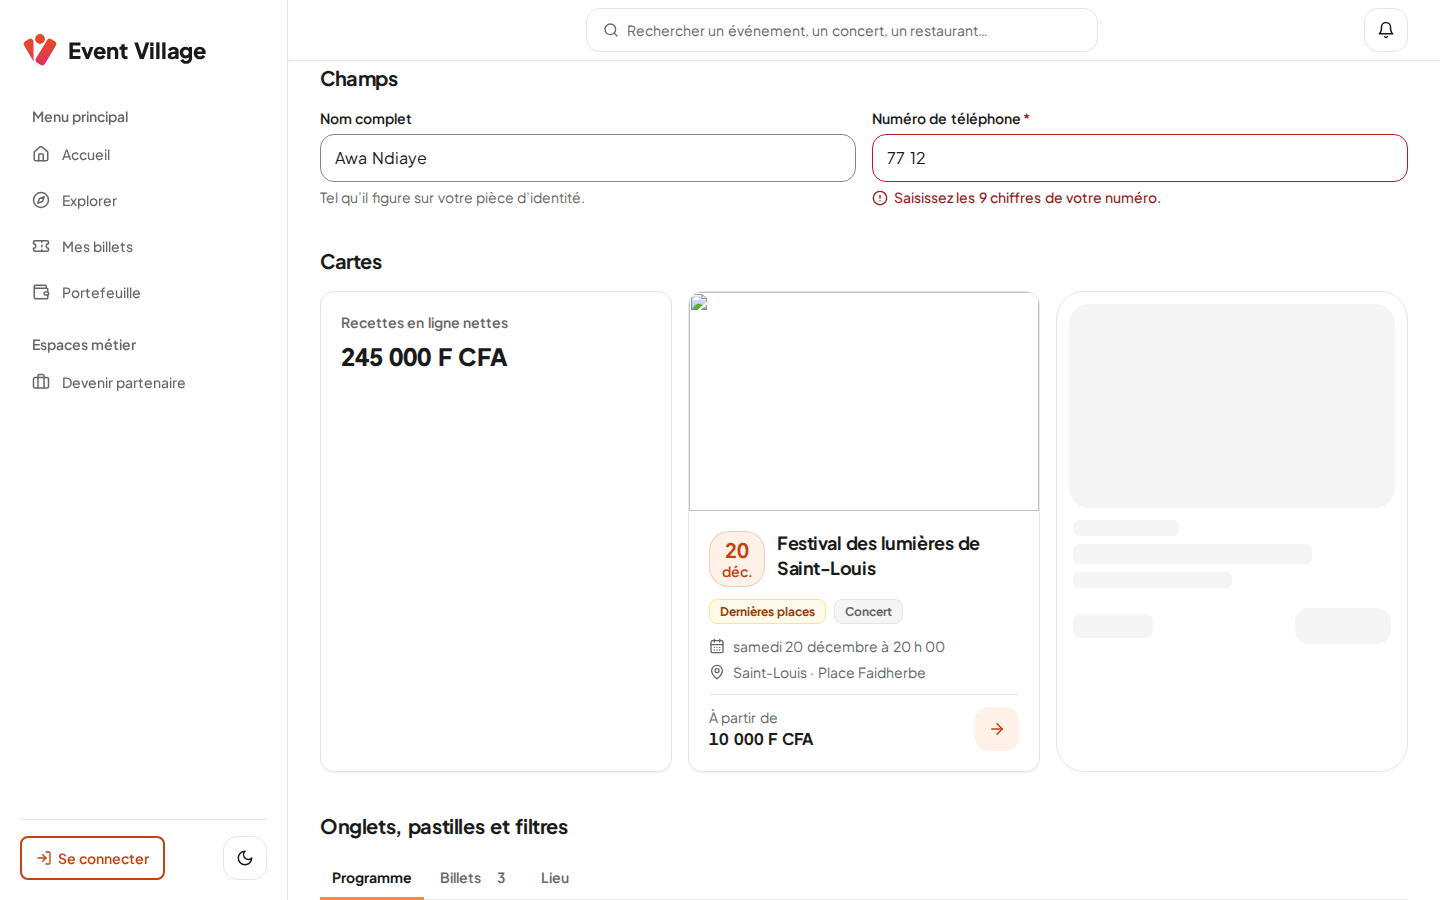 Event Village
Rechercher un événement, un concert, un restaurant…
Menu principal
Accueil
Explorer
Mes billets
Portefeuille
Espaces métier
Devenir partenaire
Se connecter
Champs
Nom complet
Awa Ndiaye
Tel qu’il figure sur votre pièce d’identité.
Numéro de téléphone *
77 12
Saisissez les 9 chiffres de votre numéro.
Cartes
Recettes en ligne nettes
245 000 F CFA
20
déc.
Festival des lumières de
Saint-Louis
Dernières places
Concert
samedi 20 décembre à 20 h 00
Saint-Louis · Place Faidherbe
À partir de
10 000 F CFA
Onglets, pastilles et filtres
Programme
Billets 3
Lieu